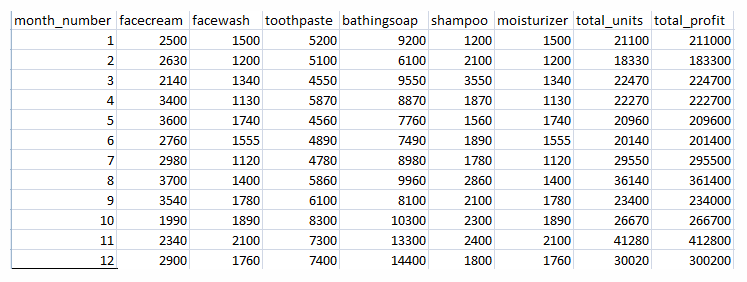 month_number facecream facewash toothpaste bathingsoap shampoo moisturizer total_units total_profit
1 2500 1500 5200 9200 1200 1500 21100 211000
2 2630 1200 5100 6100 2100 1200 18330 183300
3 2140 1340 4550 9550 3550 1340 22470 224700
4 3400 1130 5870 8870 1870 1130 22270 222700
5 3600 1740 4560 7760 1560 1740 20960 209600
6 2760 1555 4890 7490 1890 1555 20140 201400
7 2980 1120 4780 8980 1780 1120 29550 295500
8 3700 1400 5860 9960 2860 1400 36140 361400
9 3540 1780 6100 8100 2100 1780 23400 234000
10 1990 1890 8300 10300 2300 1890 26670 266700
11 2340 2100 7300 13300 2400 2100 41280 412800
12 2900 1760 7400 14400 1800 1760 30020 300200